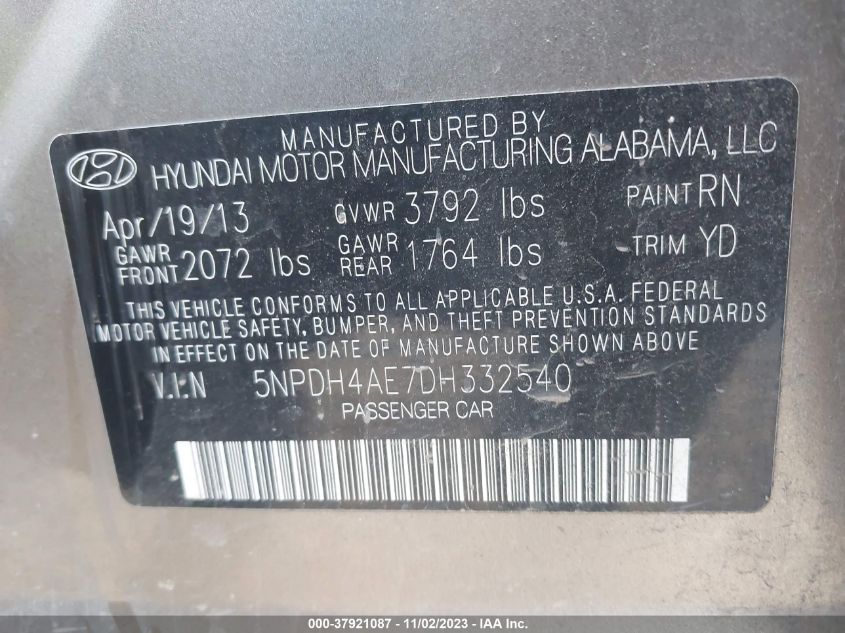 MANUFACTURED BY
HYUNDAI MOTOR MANUFACTURING ALABAMA, LLC
Apr/19/13 GVWR 3792 lbs PAINT RN
GAWR FRONT 2072 lbs GAWR REAR 1764 lbs TRIM YD
THIS VEHICLE CONFORMS TO ALL APPLICABLE U.S.A. FEDERAL
MOTOR VEHICLE SAFETY, BUMPER, AND THEFT PREVENTION STANDARDS
IN EFFECT ON THE DATE OF MANUFACTURE SHOWN ABOVE
V.I.N 5NPDH4AE7DH332540
PASSENGER CAR
000-37921087 - 11/02/2023 - IAA Inc.